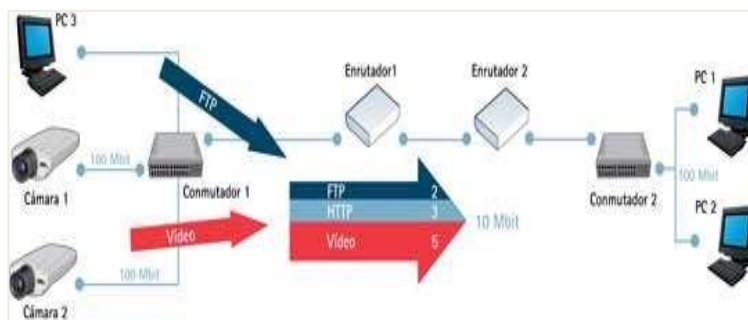 PC 3
Enrutador1
Enrutador 2
PC 1
FTP
100 Mbit
Cámara 1
Conmutador 1
FTP 2
HTTP 3
Vídeo 5
10 Mbit
Vídeo
Conmutador 2
100 Mbit
PC 2
100 Mbit
Cámara 2